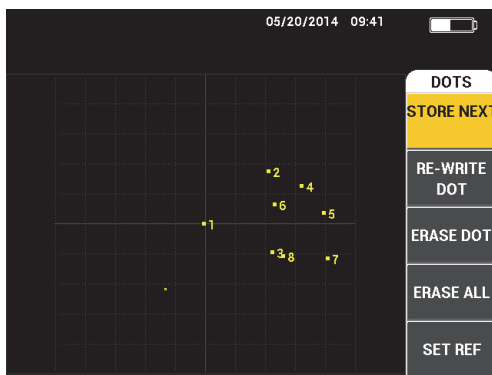 05/20/2014 09:41
DOTS
STORE NEXT
RE-WRITE
DOT
ERASE DOT
ERASE ALL
SET REF
2
4
6
5
1
3
8
7